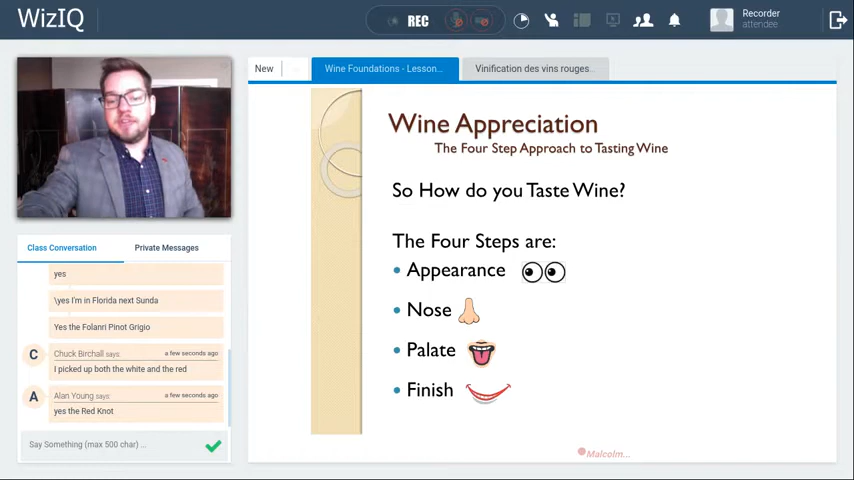 WizIQ
REC
Recorder
attendee
New
Wine Foundations - Lesson...
Vinification des vins rouges...
Wine Appreciation
The Four Step Approach to Tasting Wine
So How do you Taste Wine?
The Four Steps are:
• Appearance
• Nose
• Palate
• Finish
Malcolm...
Class Conversation
Private Messages
yes
\yes I'm in Florida next Sunda
Yes the Folanri Pinot Grigio
C
Chuck Birchall says:
a few seconds ago
I picked up both the white and the red
A
Alan Young says:
a few seconds ago
yes the Red Knot
Say Something (max 500 char) ...